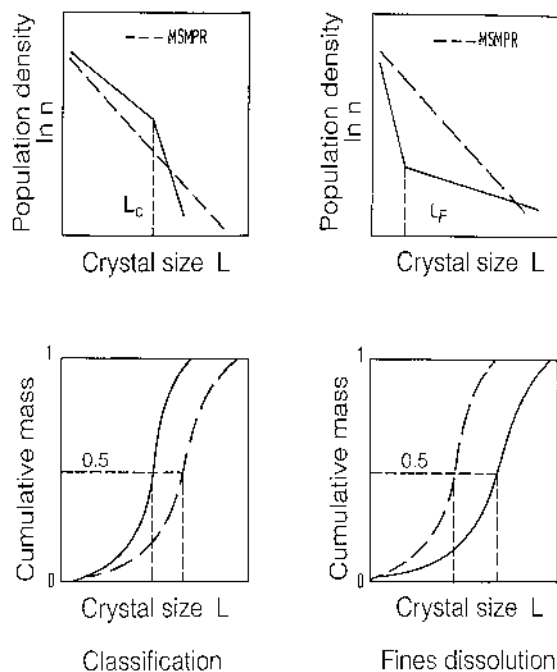 MSMPR
Population density
ln n
L_C
Crystal size L
MSMPR
Population density
ln n
L_F
Crystal size L
1
Cumulative mass
0.5
0
Crystal size L
Classification
1
Cumulative mass
0.5
0
Crystal size L
Fines dissolution